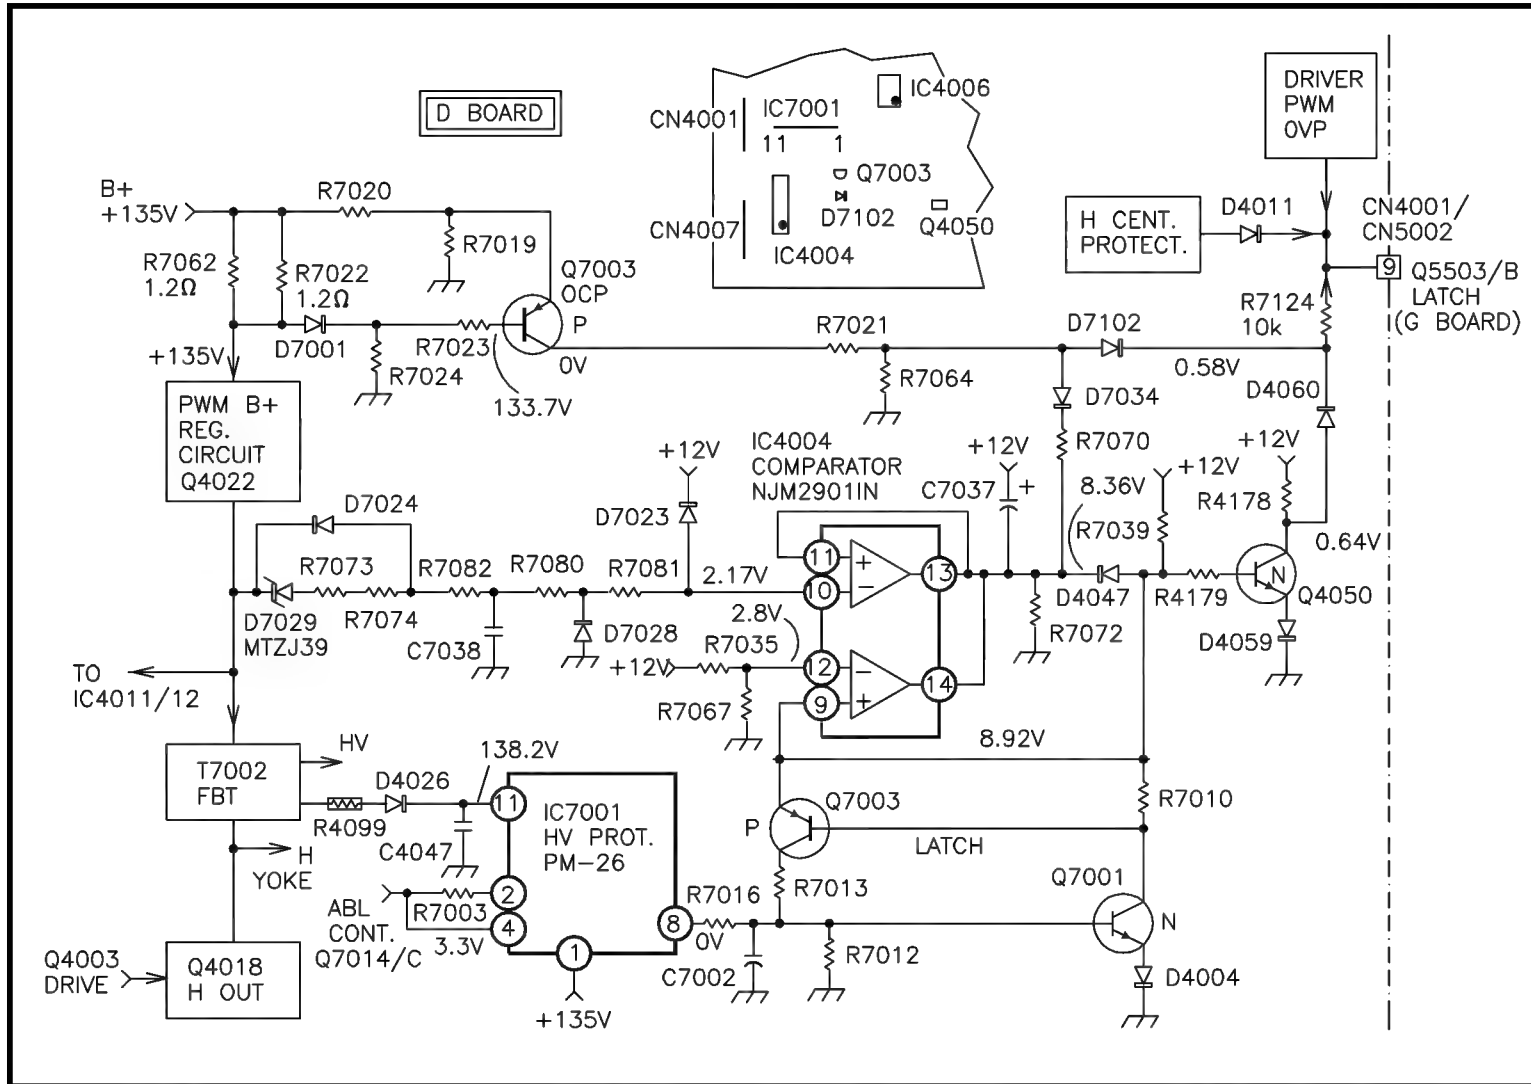 D BOARD
IC4006
CN4001
IC7001
11
1
Q7003
D7102
CN4007
Q4050
IC4004
DRIVER
PWM
OVP
H CENT.
PROTECT.
D4011
CN4001/
CN5002
9
Q5503/B
LATCH
(G BOARD)
R7124
10k
B+
+135V
R7020
R7019
R7062
1.2Ω
R7022
1.2Ω
Q7003
OCP
P
0V
D7001
R7023
R7024
133.7V
+135V
R7021
R7064
D7102
0.58V
D4060
D7034
R7070
PWM B+
REG.
CIRCUIT
Q4022
IC4004
COMPARATOR
NJM2901IN
+12V
C7037
+
8.36V
R7039
+12V
+12V
R4178
0.64V
D7024
+12V
D7023
R7073
R7082
R7080
R7081
2.17V
11
+
10
−
13
D4047
R4179
N
Q4050
D7029
MTZJ39
R7074
C7038
D7028
2.8V
R7035
+12V
R7067
12
−
9
+
14
R7072
D4059
TO
IC4011/12
8.92V
T7002
FBT
HV
D4026
138.2V
R4099
C4047
11
IC7001
HV PROT.
PM-26
Q7003
P
LATCH
R7010
H
YOKE
ABL
CONT.
Q7014/C
R7003
3.3V
2
4
1
8
R7016
0V
R7013
Q7001
N
C7002
R7012
D4004
Q4003
DRIVE
Q4018
H OUT
+135V